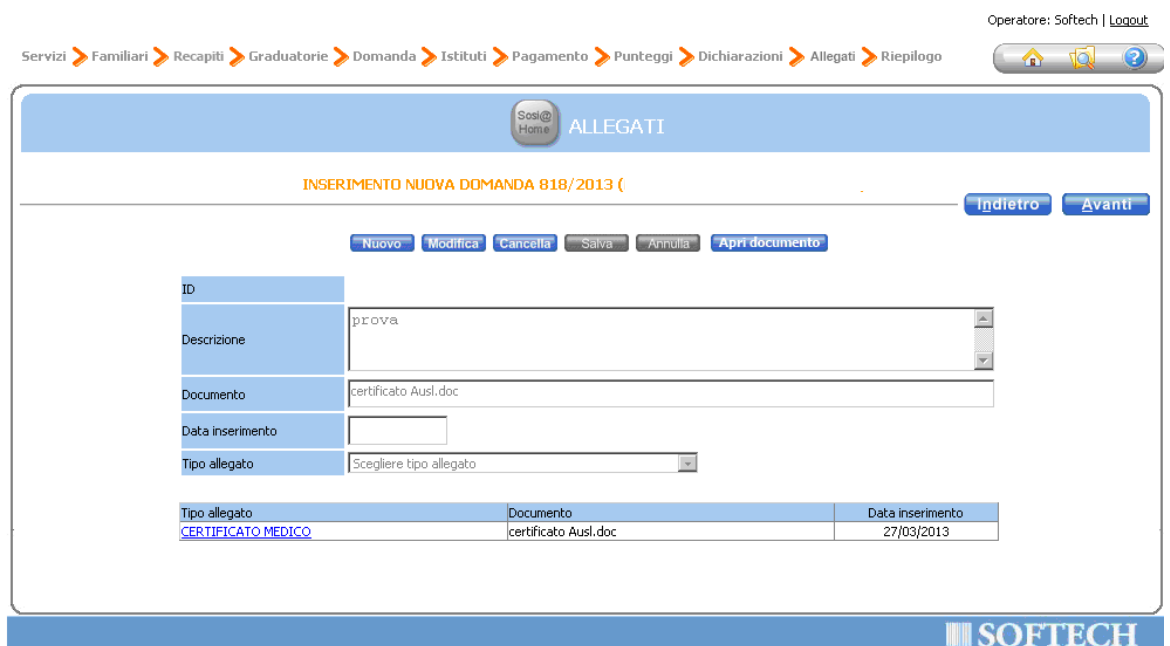 Operatore: Softech | Logout
Servizi Familiari Recapiti Graduatorie Domanda Istituti Pagamento Punteggi Dichiarazioni Allegati Riepilogo
Sosi@ Home ALLEGATI
INSERIMENTO NUOVA DOMANDA 818/2013 (
Indietro Avanti
Nuovo Modifica Cancella Salva Annulla Apri documento
ID
Descrizione prova
Documento certificato Ausl.doc
Data inserimento
Tipo allegato Scegliere tipo allegato
Tipo allegato Documento Data inserimento
CERTIFICATO MEDICO certificato Ausl.doc 27/03/2013
SOFTECH